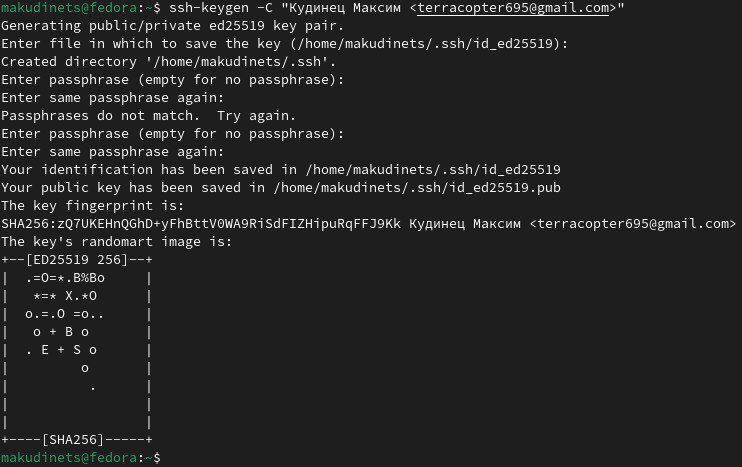 makudinets@fedora:~$ ssh-keygen -C "Кудинец Максим <terracopter695@gmail.com>"
Generating public/private ed25519 key pair.
Enter file in which to save the key (/home/makudinets/.ssh/id_ed25519):
Created directory '/home/makudinets/.ssh'.
Enter passphrase (empty for no passphrase):
Enter same passphrase again:
Passphrases do not match.  Try again.
Enter passphrase (empty for no passphrase):
Enter same passphrase again:
Your identification has been saved in /home/makudinets/.ssh/id_ed25519
Your public key has been saved in /home/makudinets/.ssh/id_ed25519.pub
The key fingerprint is:
SHA256:zQ7UKEHnQGhD+yFhBttV0WA9RiSdFIZHipuRqFFJ9Kk Кудинец Максим <terracopter695@gmail.com>
The key's randomart image is:
+--[ED25519 256]--+
|  .=O=*.B%Bo     |
|   *=* X.*O      |
|  o.=.O =o..     |
|   o + B o       |
|  . E + S o      |
|         o       |
|          .      |
|                 |
|                 |
+----[SHA256]-----+
makudinets@fedora:~$